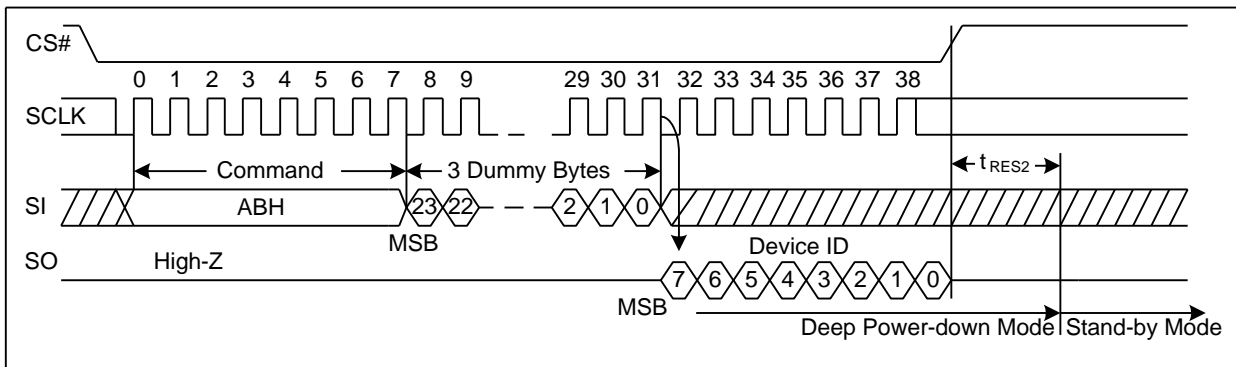 CS#
0 1 2 3 4 5 6 7 8 9 29 30 31 32 33 34 35 36 37 38
SCLK
Command 3 Dummy Bytes tRES2
SI ABH 23 22 2 1 0
MSB Device ID
SO High-Z
7 6 5 4 3 2 1 0
MSB
Deep Power-down Mode Stand-by Mode